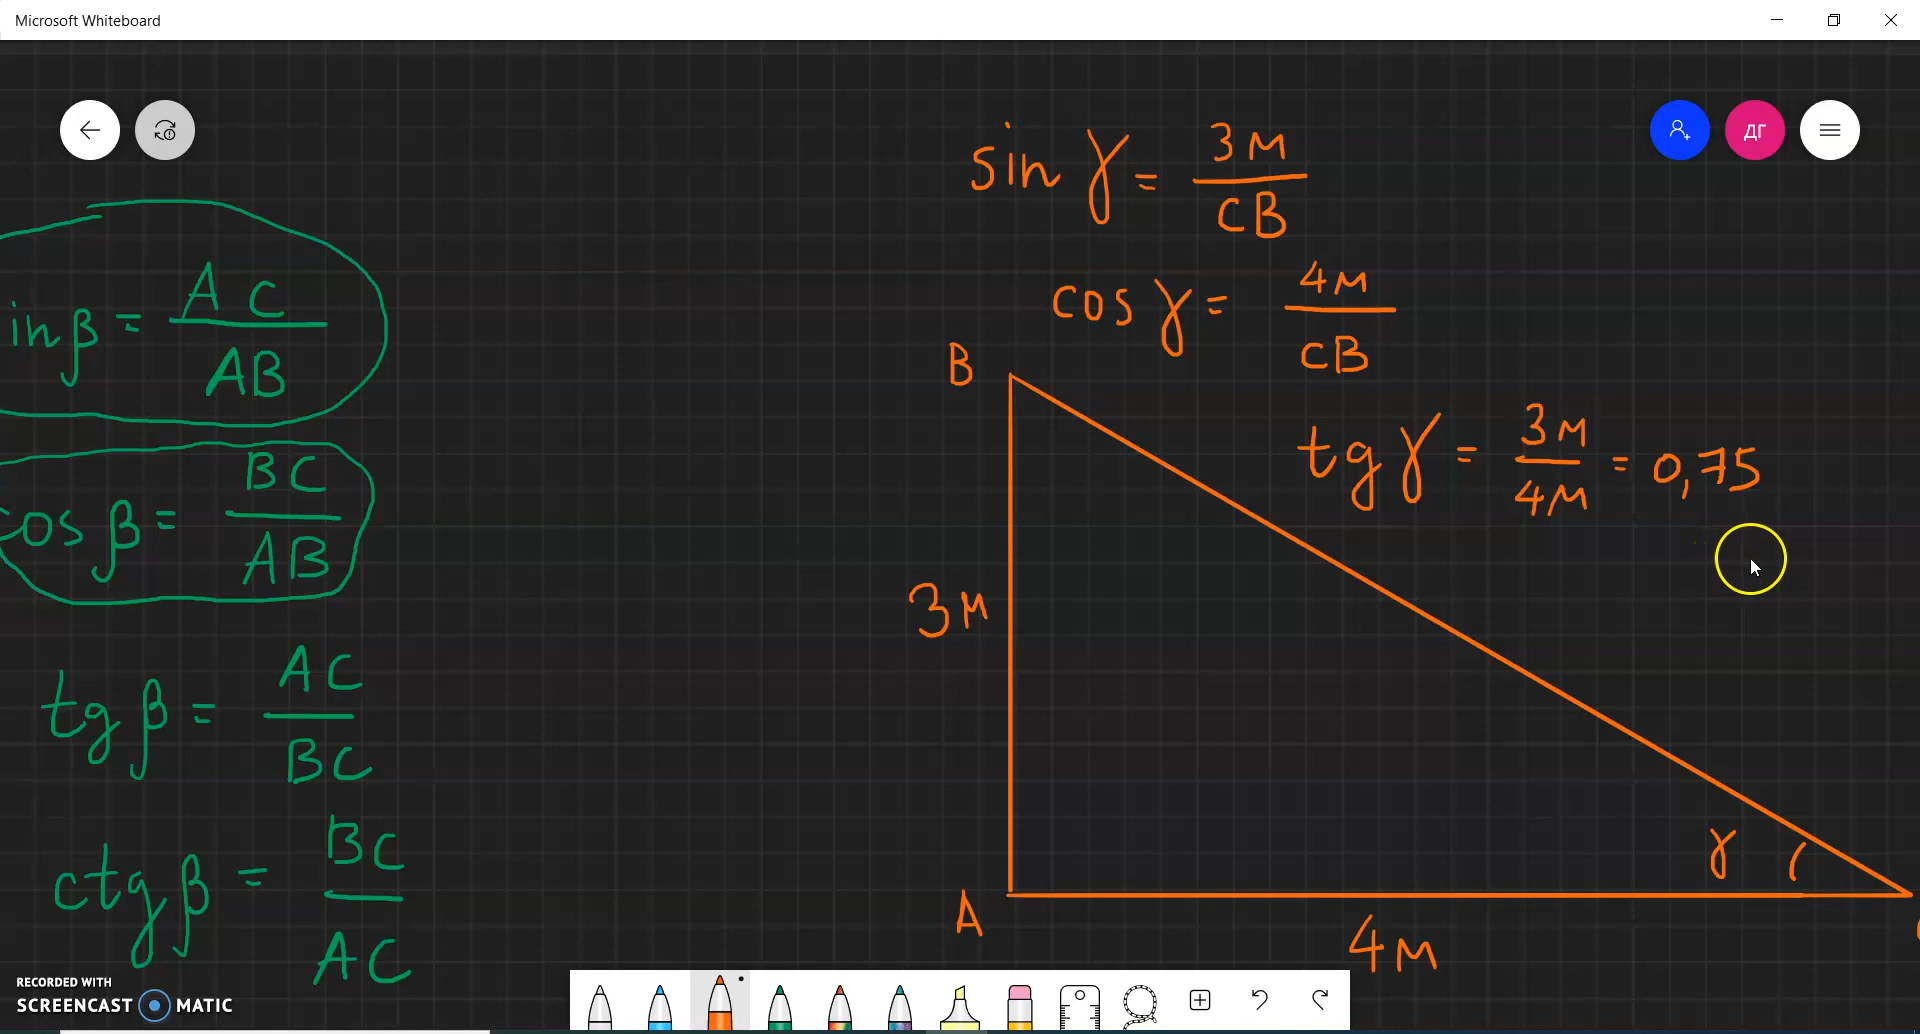 Microsoft Whiteboard
ДГ
sin γ = 3м / CB
cos γ = 4м / CB
tg γ = 3м / 4м = 0,75
B
3м
A
4м
γ
in β = AC / AB
cos β = BC / AB
tg β = AC / BC
ctg β = BC / AC
RECORDED WITH
SCREENCAST MATIC